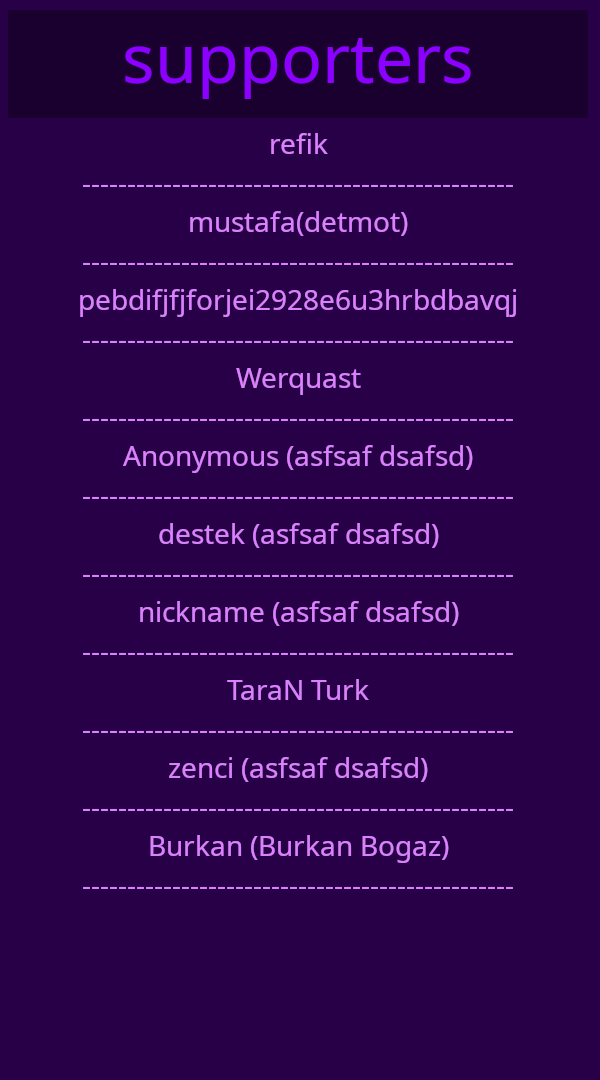 supporters
refik
------------------------------------------------
mustafa(detmot)
------------------------------------------------
pebdifjfjfjforjei2928e6u3hrbdbavqj
------------------------------------------------
Werquast
------------------------------------------------
Anonymous (asfsaf dsafsd)
------------------------------------------------
destek (asfsaf dsafsd)
------------------------------------------------
nickname (asfsaf dsafsd)
------------------------------------------------
TaraN Turk
------------------------------------------------
zenci (asfsaf dsafsd)
------------------------------------------------
Burkan (Burkan Bogaz)
------------------------------------------------